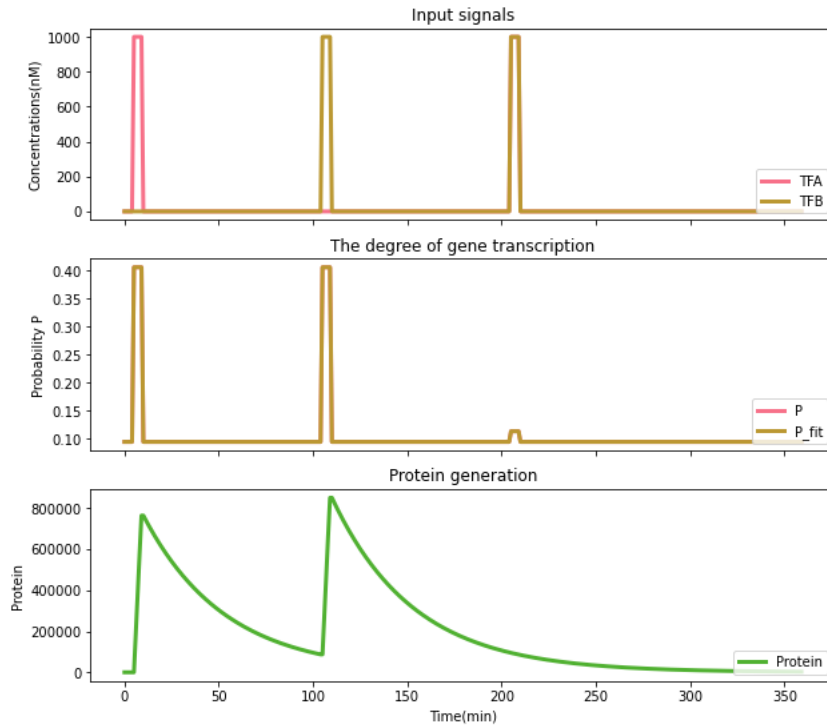 Input signals
Concentrations(nM)
1000
800
600
400
200
0
TFA
TFB
The degree of gene transcription
Probability P
0.40
0.35
0.30
0.25
0.20
0.15
0.10
P
P_fit
Protein generation
Protein
800000
600000
400000
200000
0
Protein
0 50 100 150 200 250 300 350
Time(min)